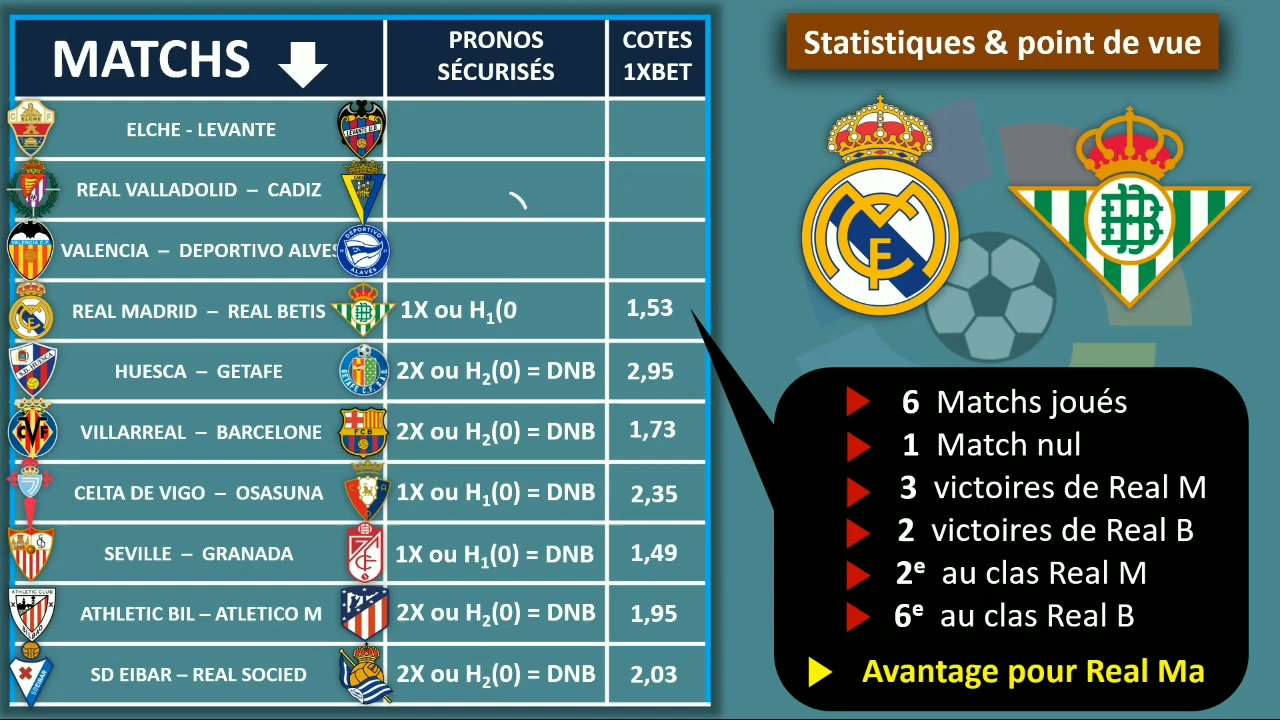 MATCHS
PRONOS
SÉCURISÉS
COTES
1XBET
ELCHE - LEVANTE
REAL VALLADOLID – CADIZ
VALENCIA – DEPORTIVO ALVES
REAL MADRID – REAL BETIS 1X ou H₁(0 1,53
HUESCA – GETAFE 2X ou H₂(0) = DNB 2,95
VILLARREAL – BARCELONE 2X ou H₂(0) = DNB 1,73
CELTA DE VIGO – OSASUNA 1X ou H₁(0) = DNB 2,35
SEVILLE – GRANADA 1X ou H₁(0) = DNB 1,49
ATHLETIC BIL – ATLETICO M 2X ou H₂(0) = DNB 1,95
SD EIBAR – REAL SOCIED 2X ou H₂(0) = DNB 2,03
Statistiques & point de vue
6 Matchs joués
1 Match nul
3 victoires de Real M
2 victoires de Real B
2ᵉ au clas Real M
6ᵉ au clas Real B
Avantage pour Real Ma